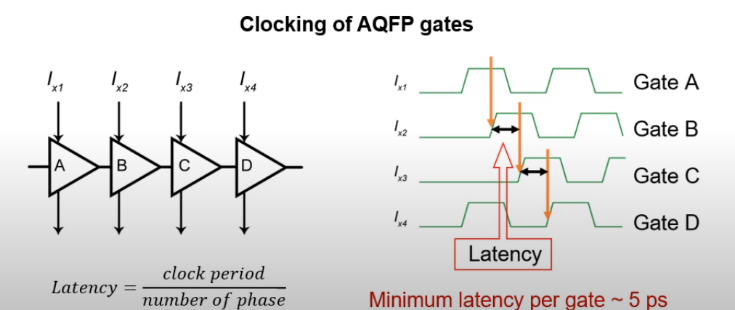 Clocking of AQFP gates
Ix1 Ix2 Ix3 Ix4
A B C D
Latency = clock period
number of phase
Ix1 Gate A
Ix2 Gate B
Ix3 Gate C
Ix4 Gate D
Latency
Minimum latency per gate ~ 5 ps